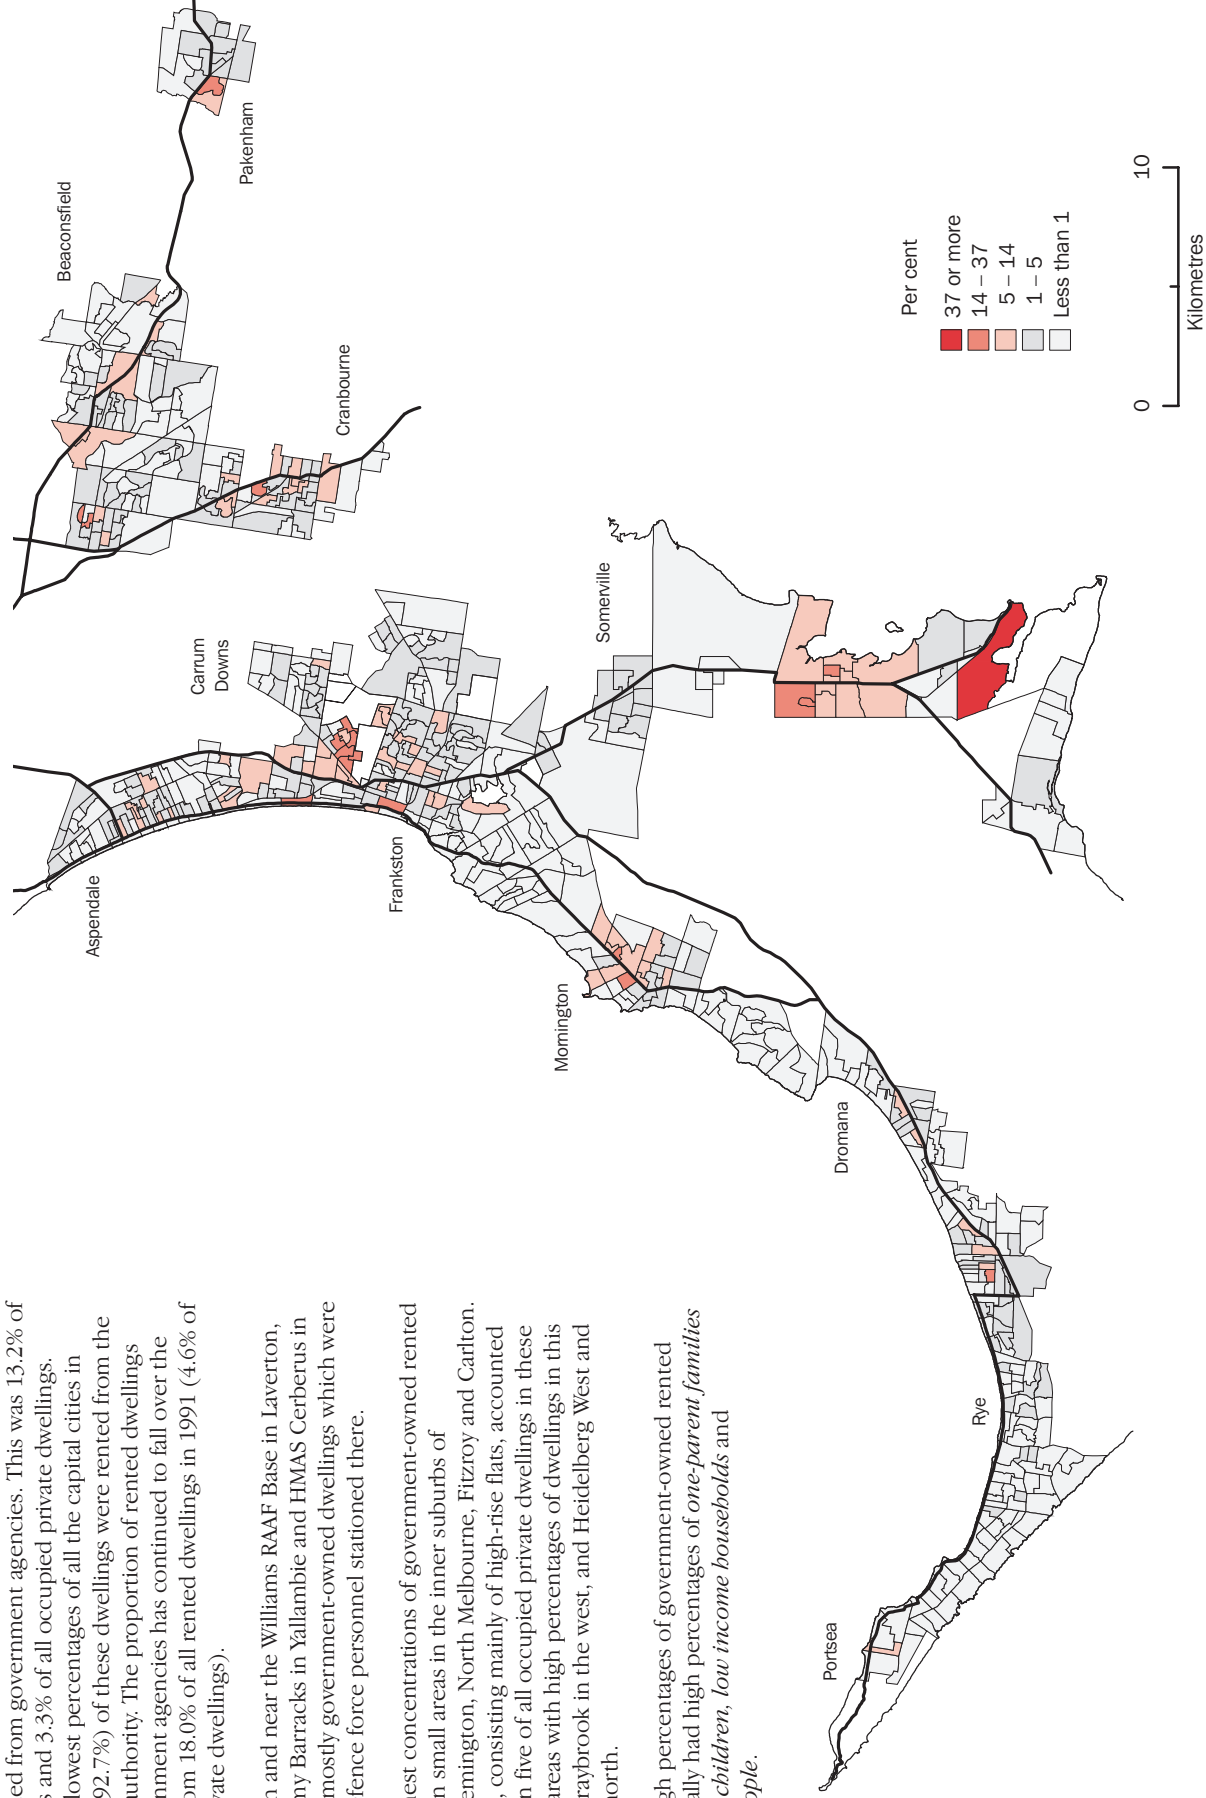 ed from government agencies. This was 13.2% of
s and 3.3% of all occupied private dwellings.
lowest percentages of all the capital cities in
92.7%) of these dwellings were rented from the
uthority. The proportion of rented dwellings
nment agencies has continued to fall over the
om 18.0% of all rented dwellings in 1991 (4.6% of
vate dwellings).
n and near the Williams RAAF Base in Laverton,
my Barracks in Yallambie and HMAS Cerberus in
mostly government-owned dwellings which were
fence force personnel stationed there.
hest concentrations of government-owned rented
n small areas in the inner suburbs of
emington, North Melbourne, Fitzroy and Carlton.
, consisting mainly of high-rise flats, accounted
n five of all occupied private dwellings in these
areas with high percentages of dwellings in this
raybrook in the west, and Heidelberg West and
orth.
gh percentages of government-owned rented
ally had high percentages of one-parent families
children, low income households and
ople.
Aspendale
Carrum
Downs
Beaconsfield
Pakenham
Cranbourne
Frankston
Somerville
Mornington
Dromana
Rye
Portsea
Per cent
37 or more
14 – 37
5 – 14
1 – 5
Less than 1
0
10
Kilometres